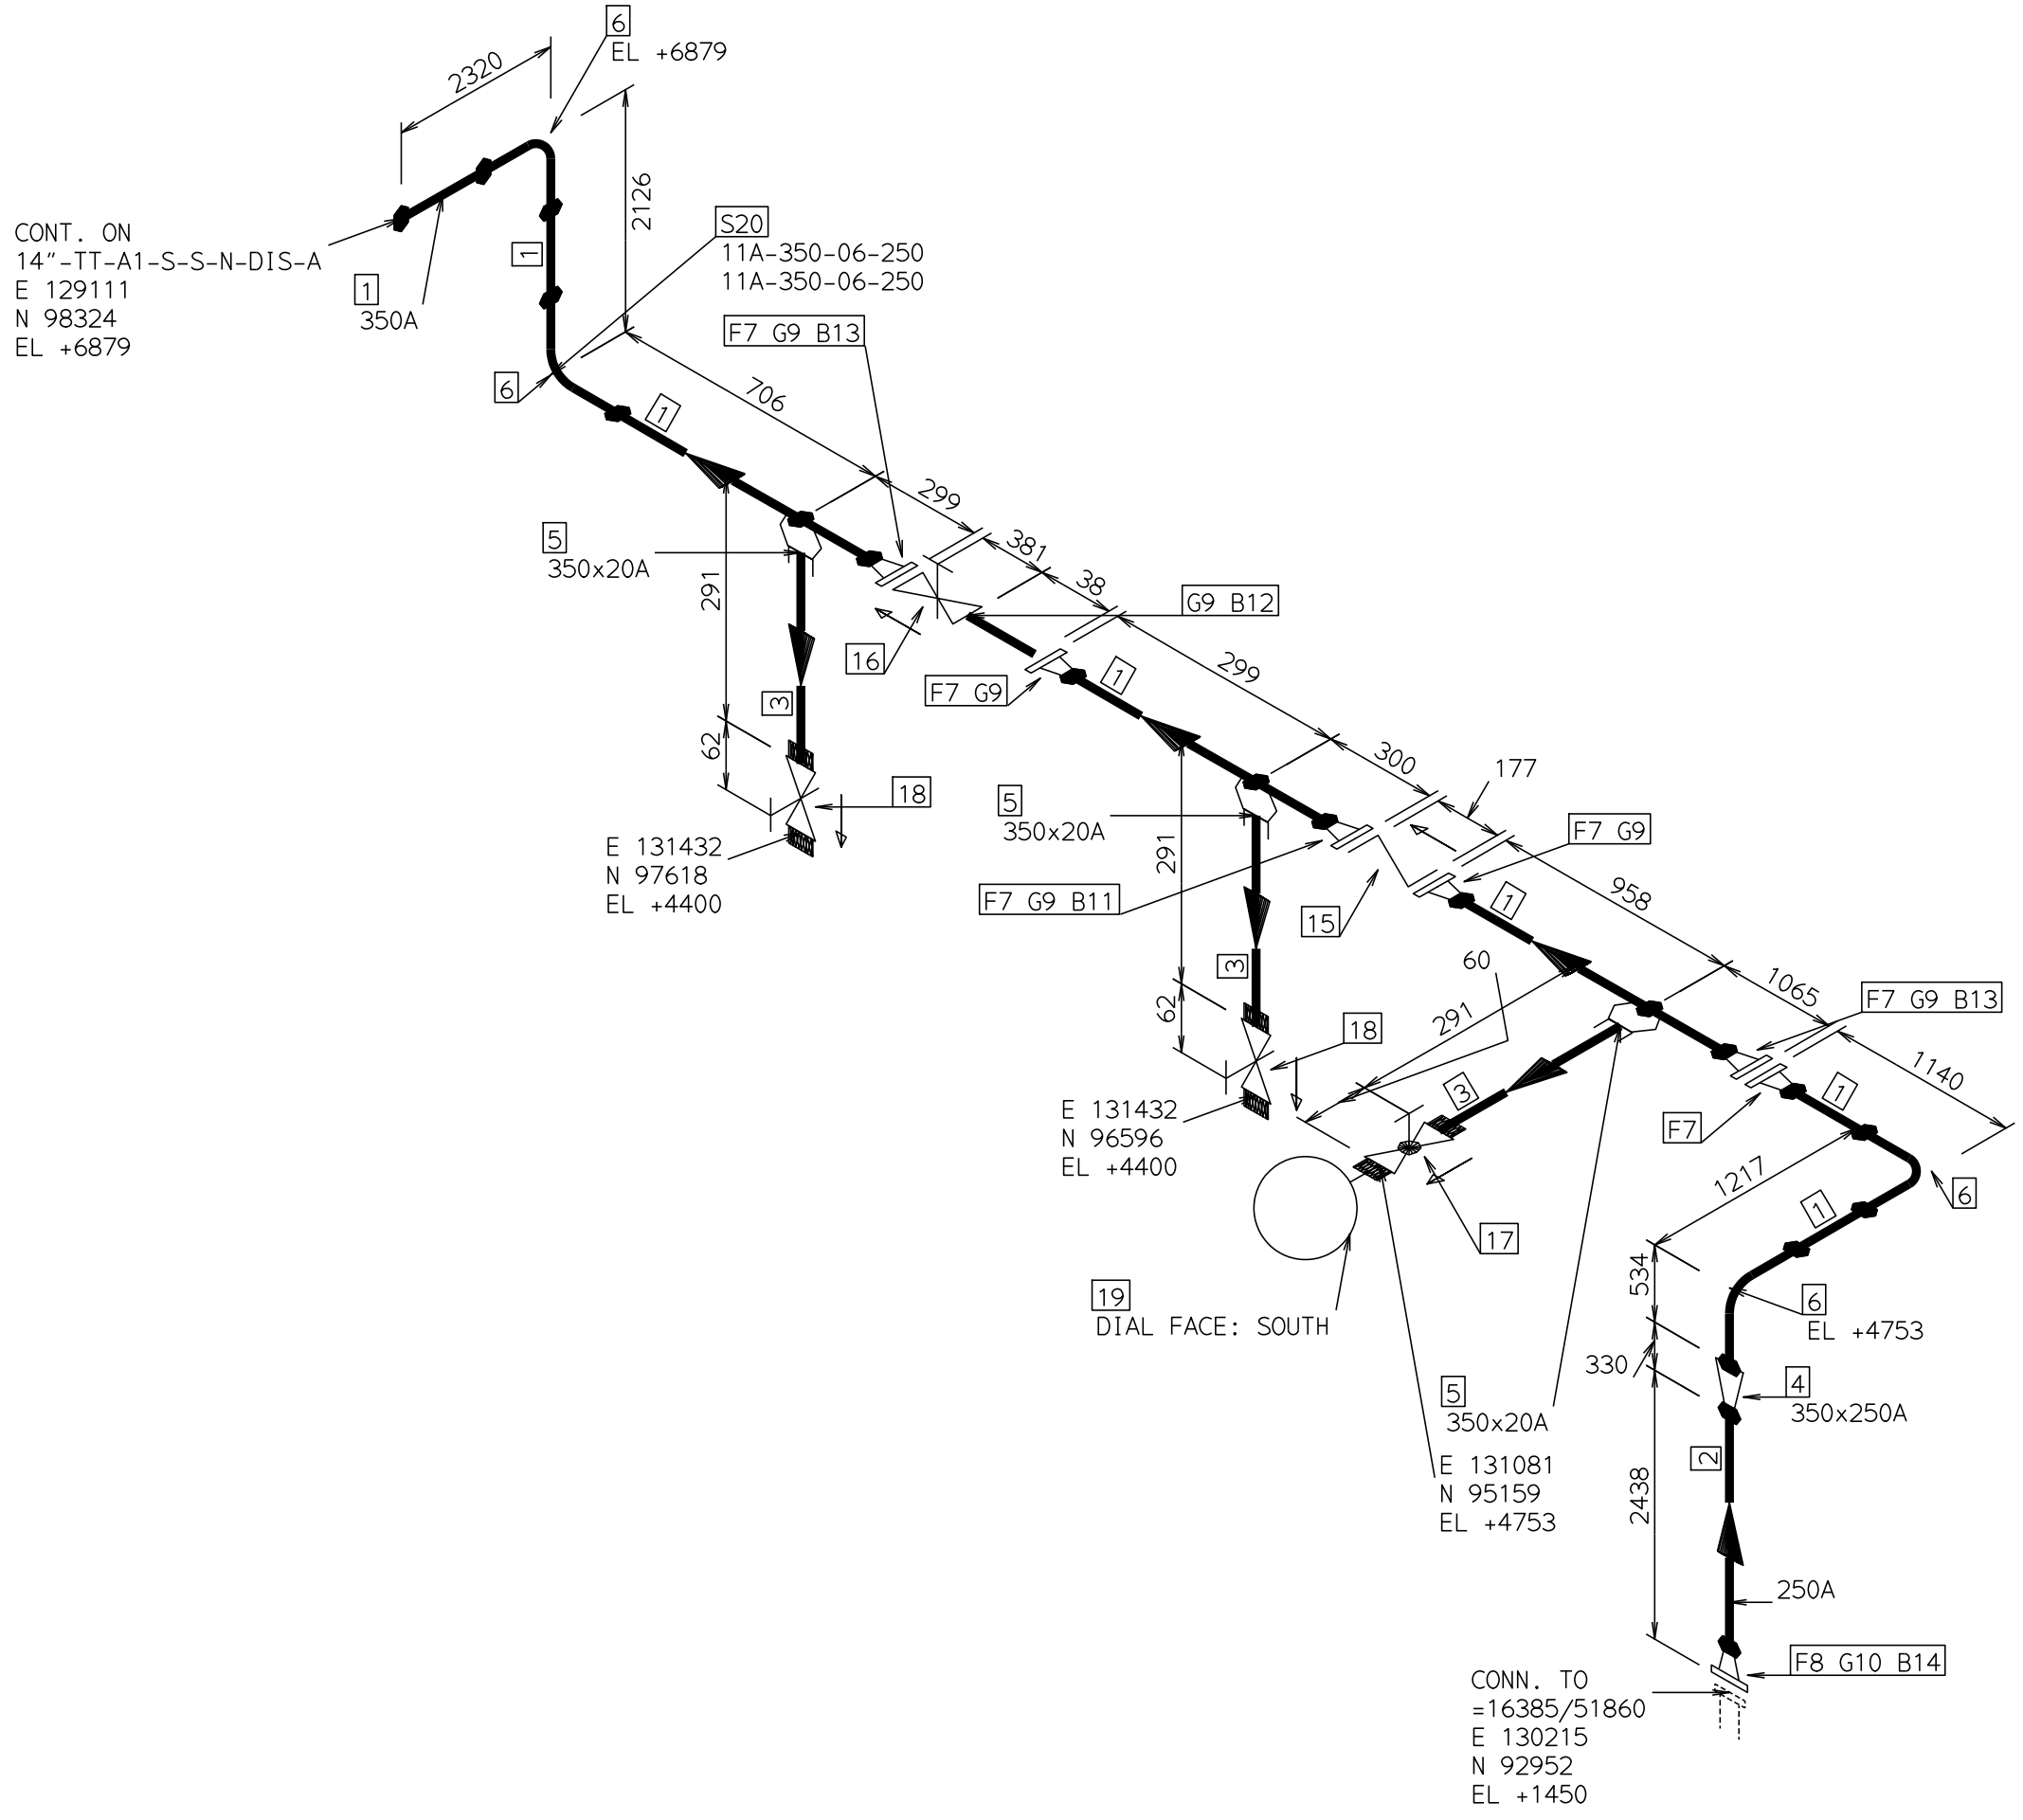 6
EL +6879
2320
2126
CONT. ON
14"-TT-A1-S-S-N-DIS-A
E 129111
N 98324
EL +6879
1
350A
1
S20
11A-350-06-250
11A-350-06-250
F7 G9 B13
6
1
706
299
381
38
5
350x20A
291
G9 B12
16
F7 G9
1
299
3
62
18
E 131432
N 97618
EL +4400
300
177
5
350x20A
291
F7 G9
F7 G9 B11
15
1
958
60
3
62
291
1065
F7 G9 B13
18
1140
E 131432
N 96596
EL +4400
3
1
F7
1217
6
1
17
534
19
DIAL FACE: SOUTH
6
EL +4753
330
5
350x20A
4
350x250A
E 131081
N 95159
EL +4753
2
2438
250A
F8 G10 B14
CONN. TO
=16385/51860
E 130215
N 92952
EL +1450